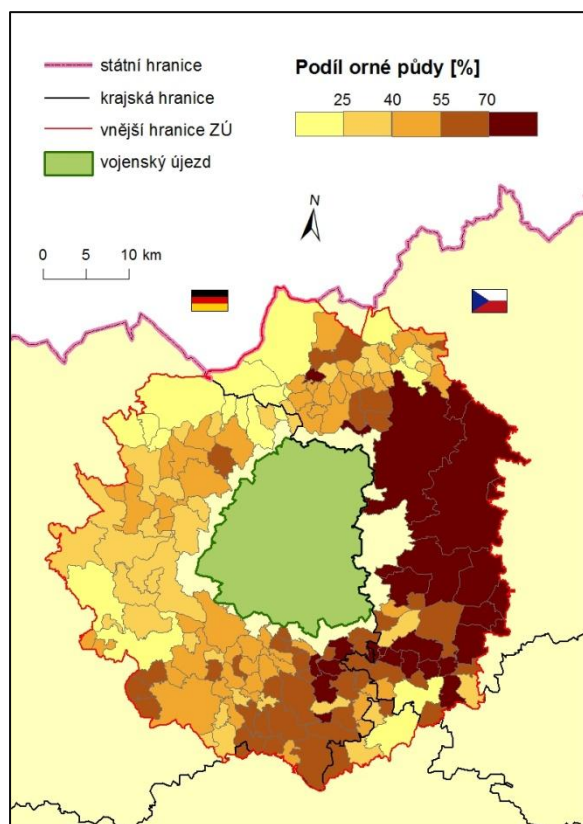 státní hranice
krajská hranice
vnější hranice ZÚ
vojenský újezd
Podíl orné půdy [%]
25 40 55 70
N
0 5 10 km